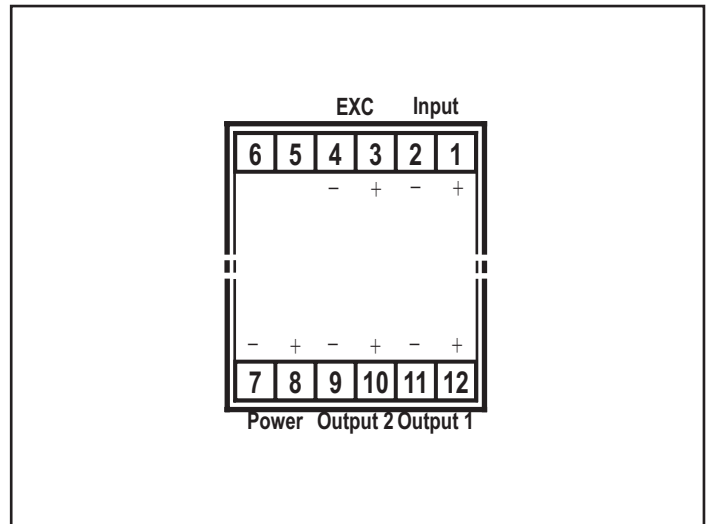 EXC Input
6 5 4 3 2 1
− + − +
− + − + − +
7 8 9 10 11 12
Power Output 2 Output 1